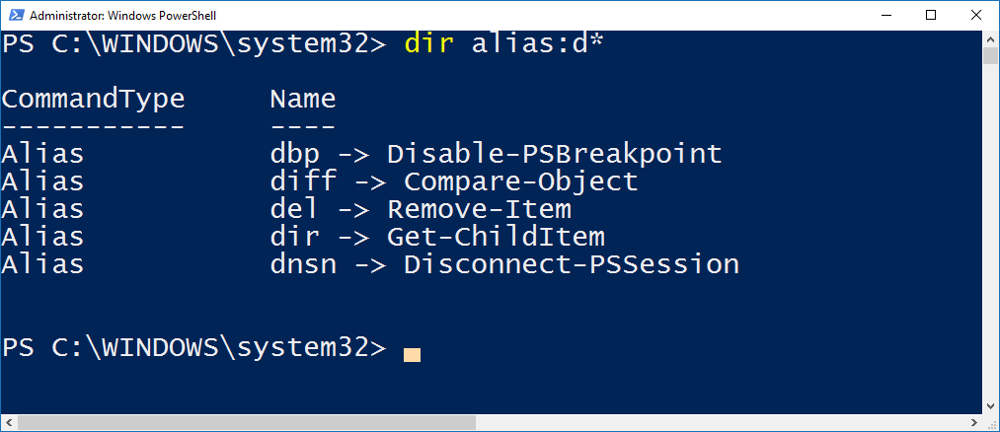 Administrator: Windows PowerShell
PS C:\WINDOWS\system32> dir alias:d*
CommandType     Name
-----------     ----
Alias           dbp -> Disable-PSBreakpoint
Alias           diff -> Compare-Object
Alias           del -> Remove-Item
Alias           dir -> Get-ChildItem
Alias           dnsn -> Disconnect-PSSession
PS C:\WINDOWS\system32>